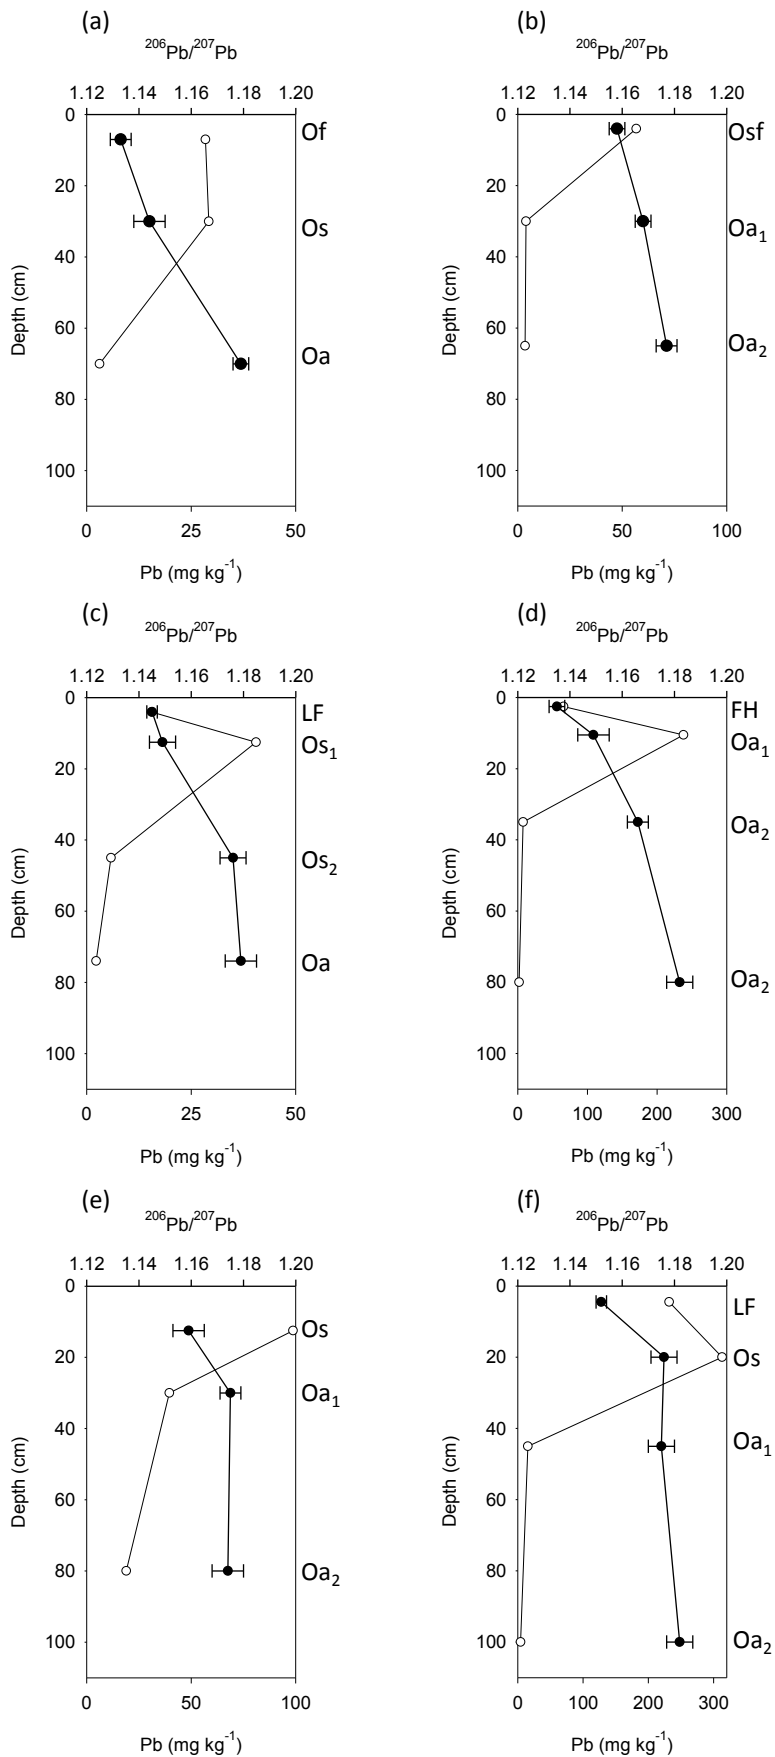 (a)
²⁰⁶Pb/²⁰⁷Pb
1.12 1.14 1.16 1.18 1.20
0 Of
20
Os
40
60
Oa
80
100
Depth (cm)
0 25 50
Pb (mg kg⁻¹)
(b)
²⁰⁶Pb/²⁰⁷Pb
1.12 1.14 1.16 1.18 1.20
0 Osf
20
Oa₁
40
60
Oa₂
80
100
Depth (cm)
0 50 100
Pb (mg kg⁻¹)
(c)
²⁰⁶Pb/²⁰⁷Pb
1.12 1.14 1.16 1.18 1.20
0 LF
Os₁
20
40
Os₂
60
Oa
80
100
Depth (cm)
0 25 50
Pb (mg kg⁻¹)
(d)
²⁰⁶Pb/²⁰⁷Pb
1.12 1.14 1.16 1.18 1.20
0 FH
Oa₁
20
Oa₂
40
60
80 Oa₂
100
Depth (cm)
0 100 200 300
Pb (mg kg⁻¹)
(e)
²⁰⁶Pb/²⁰⁷Pb
1.12 1.14 1.16 1.18 1.20
0
Os
20
Oa₁
40
60
80 Oa₂
100
Depth (cm)
0 50 100
Pb (mg kg⁻¹)
(f)
²⁰⁶Pb/²⁰⁷Pb
1.12 1.14 1.16 1.18 1.20
0
LF
20 Os
40
Oa₁
60
80
100 Oa₂
Depth (cm)
0 100 200 300
Pb (mg kg⁻¹)